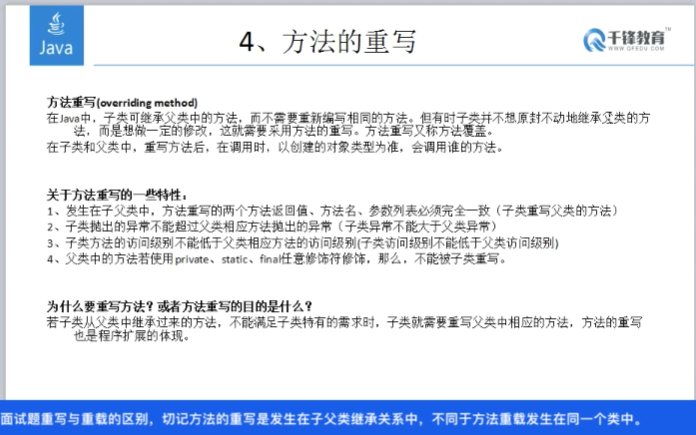 Java
4、方法的重写
千锋教育
TM
WWW.QFEDU.COM
方法重写(overriding method)
在Java中，子类可继承父类中的方法，而不需要重新编写相同的方法。但有时子类并不想原封不动地继承父类的方
法，而是想做一定的修改，这就需要采用方法的重写。方法重写又称方法覆盖。
在子类和父类中，重写方法后，在调用时，以创建的对象类型为准，会调用谁的方法。
关于方法重写的一些特性：
1、发生在子父类中，方法重写的两个方法返回值、方法名、参数列表必须完全一致（子类重写父类的方法）
2、子类抛出的异常不能超过父类相应方法抛出的异常（子类异常不能大于父类异常）
3、子类方法的访问级别不能低于父类相应方法的访问级别(子类访问级别不能低于父类访问级别)
4、父类中的方法若使用private、static、final任意修饰符修饰，那么，不能被子类重写。
为什么要重写方法？或者方法重写的目的是什么？
若子类从父类中继承过来的方法，不能满足子类特有的需求时，子类就需要重写父类中相应的方法，方法的重写
也是程序扩展的体现。
面试题重写与重载的区别，切记方法的重写是发生在子父类继承关系中，不同于方法重载发生在同一个类中。